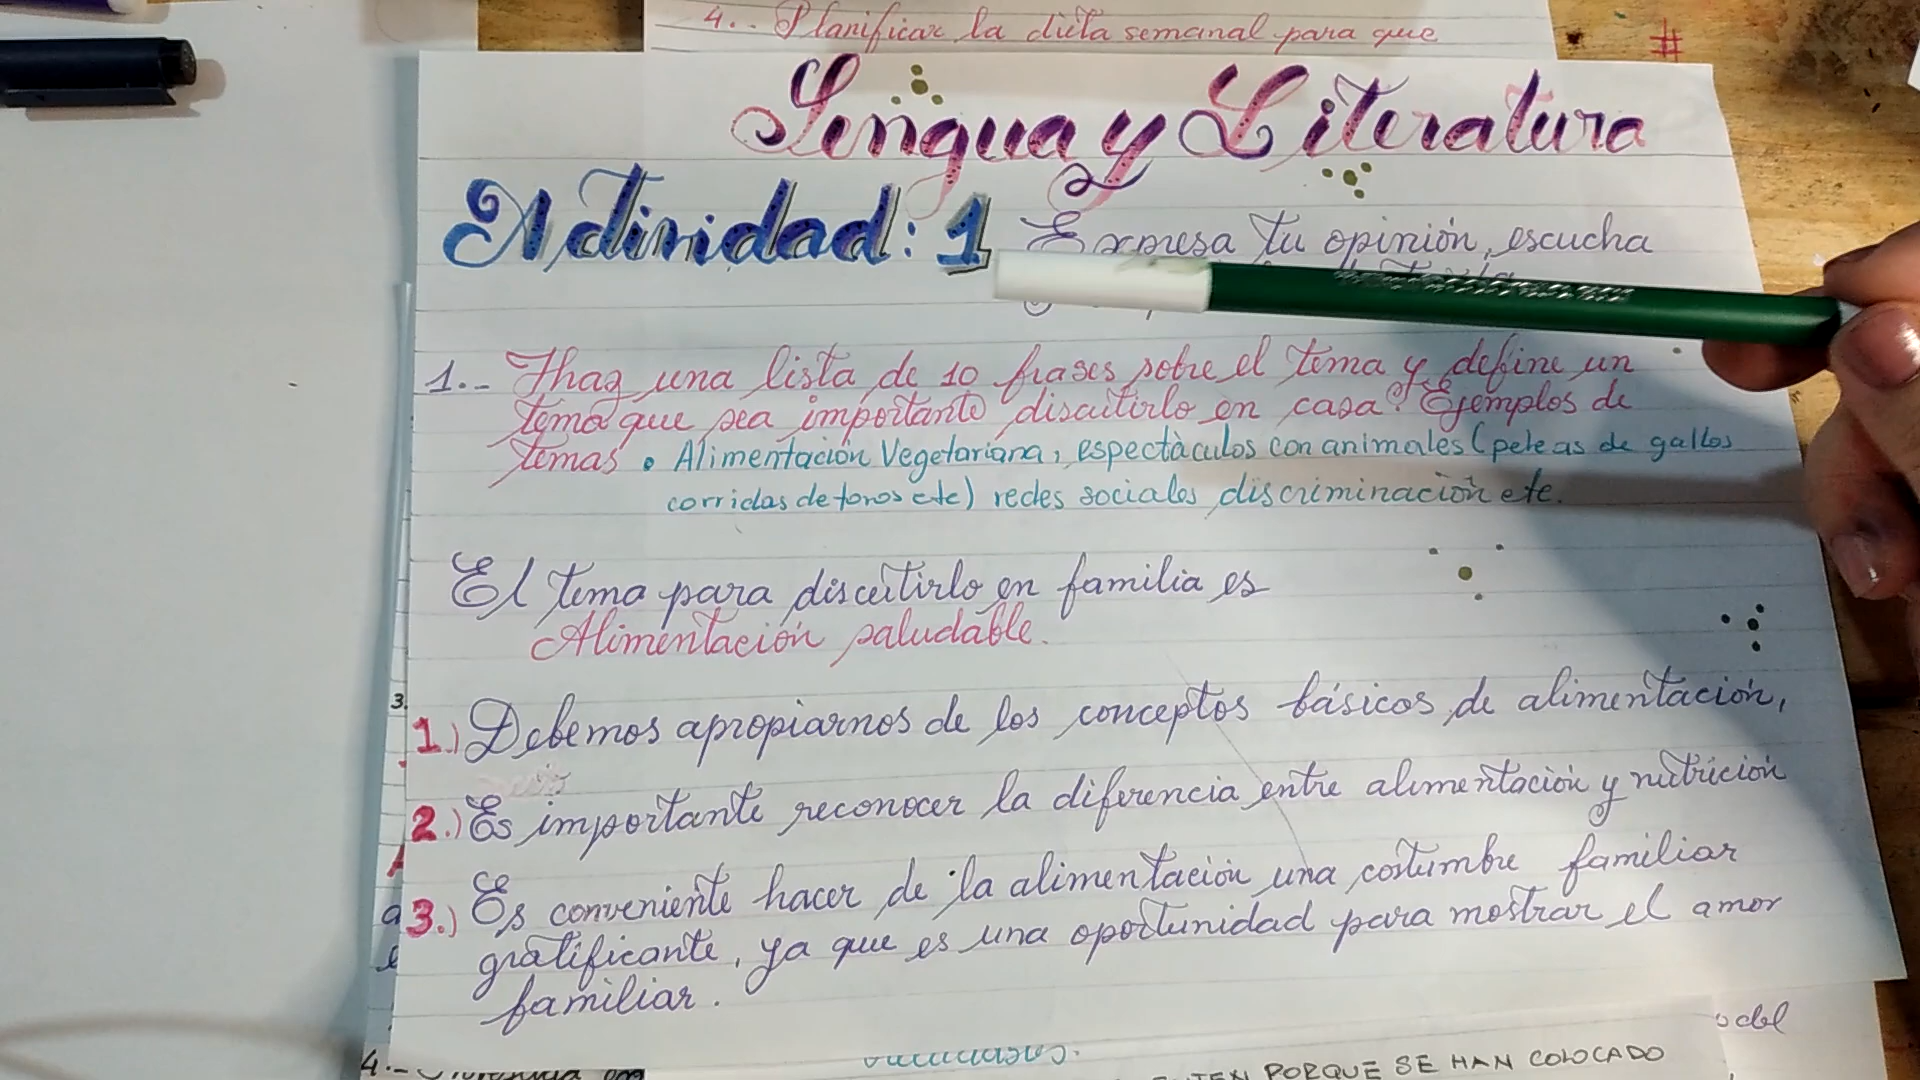 4.. Planificar la dieta semanal para que
#
Lengua y Literatura
Actividad: 1 Expresa tu opinión, escucha
1.- Haz una lista de 10 frases sobre el tema y define un
tema que sea importante discutirlo en casa? Ejemplos de
temas • Alimentación Vegetariana, espectàculos con animales (peleas de gallos
corridas de toros etc) redes sociales discriminación etc.
El tema para discutirlo en familia es
Alimentación saludable.
1.) Debemos apropiarnos de los conceptos básicos de alimentación,
2.) Es importante reconocer la diferencia entre alimentación y nutrición
3.) Es conveniente hacer de la alimentación una costumbre familiar
gratificante, ya que es una oportunidad para mostrar el amor
familiar.
3.
4.-
PORQUE SE HAN COLOCADO